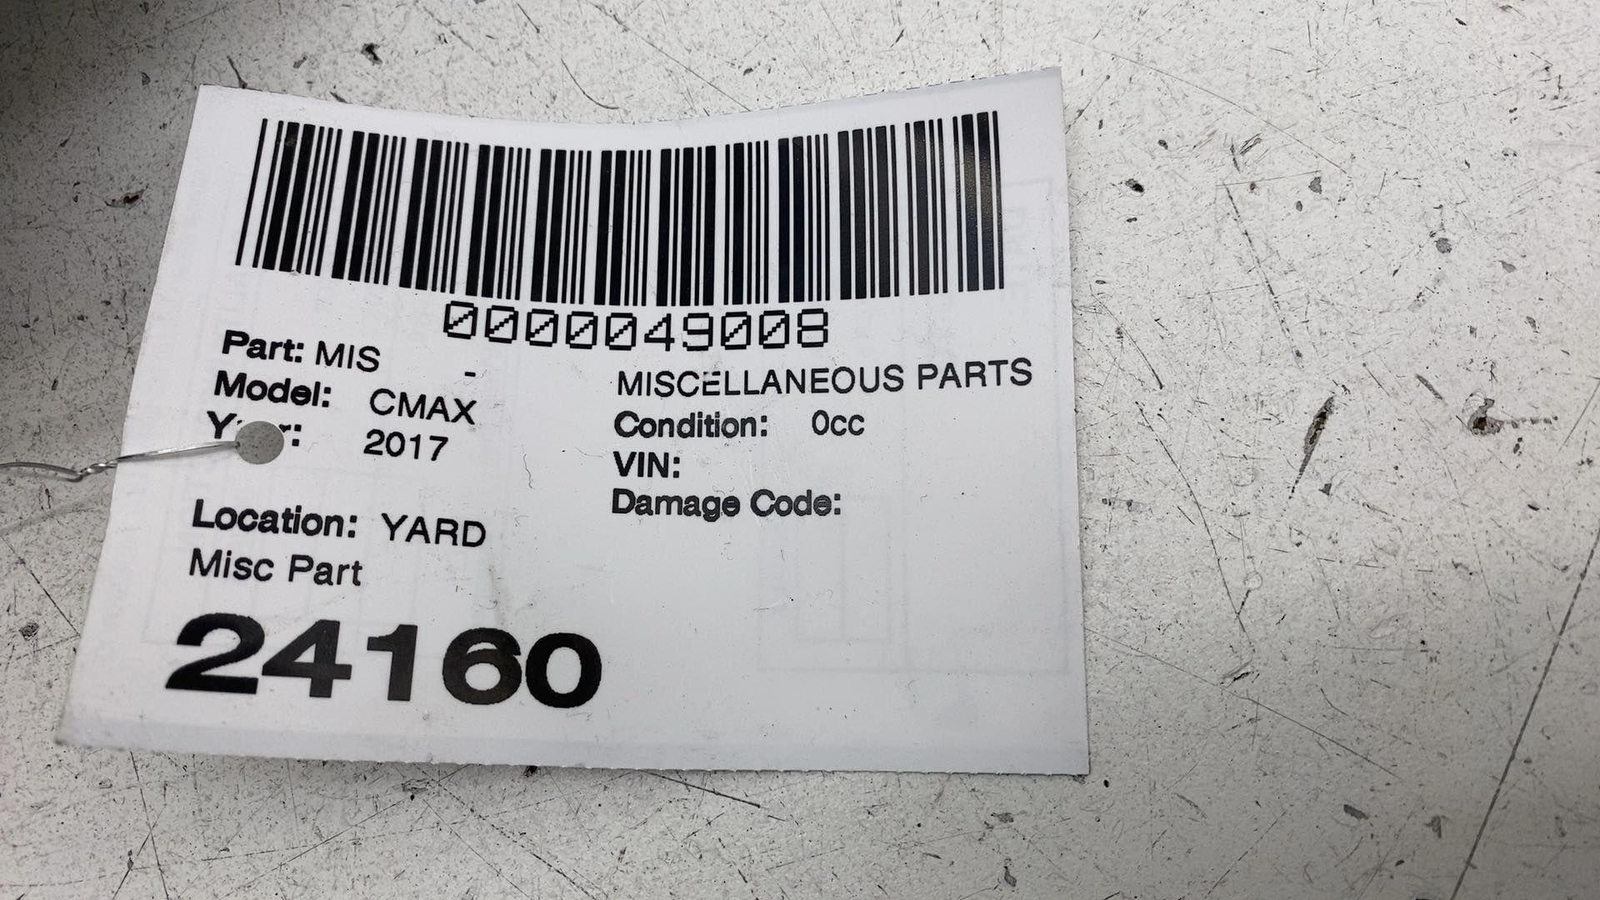 0000049008
Part: MIS -
MISCELLANEOUS PARTS
Model: CMAX
Condition: 0cc
2017
VIN:
Damage Code:
Location: YARD
Misc Part
24160